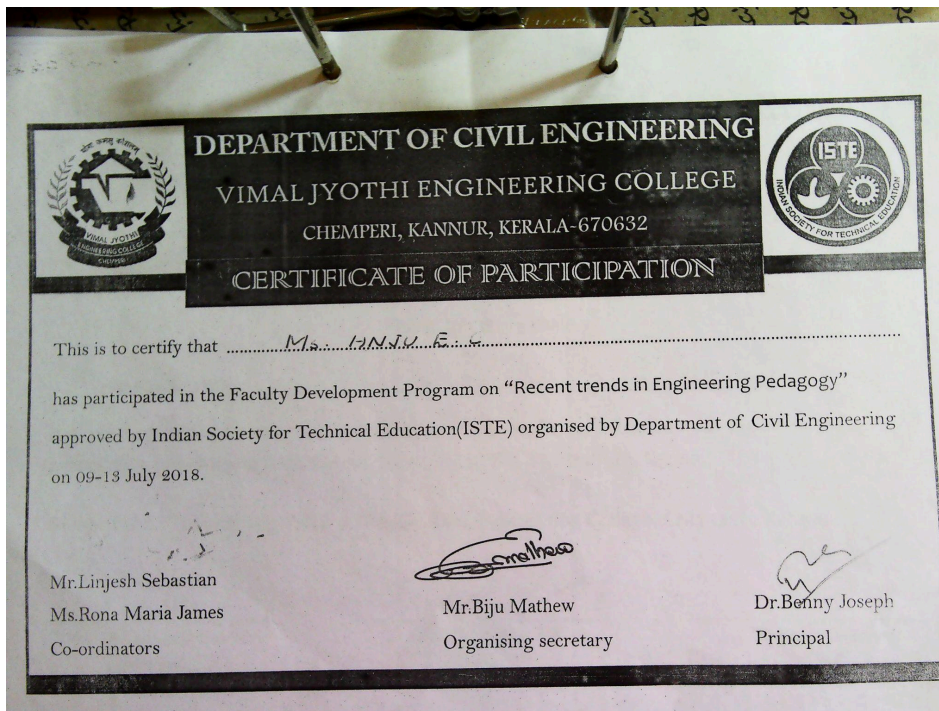 DEPARTMENT OF CIVIL ENGINEERING
VIMAL JYOTHI ENGINEERING COLLEGE
CHEMPERI, KANNUR, KERALA-670632
CERTIFICATE OF PARTICIPATION
VIMAL JYOTHI
ENGINEERING COLLEGE
CHEMPERI
ISTE
INDIAN SOCIETY FOR TECHNICAL EDUCATION
This is to certify that Ms. ANJU E. C
has participated in the Faculty Development Program on “Recent trends in Engineering Pedagogy”
approved by Indian Society for Technical Education(ISTE) organised by Department of Civil Engineering
on 09-13 July 2018.
Mr.Linjesh Sebastian
Ms.Rona Maria James
Co-ordinators
Mr.Biju Mathew
Organising secretary
Dr.Benny Joseph
Principal